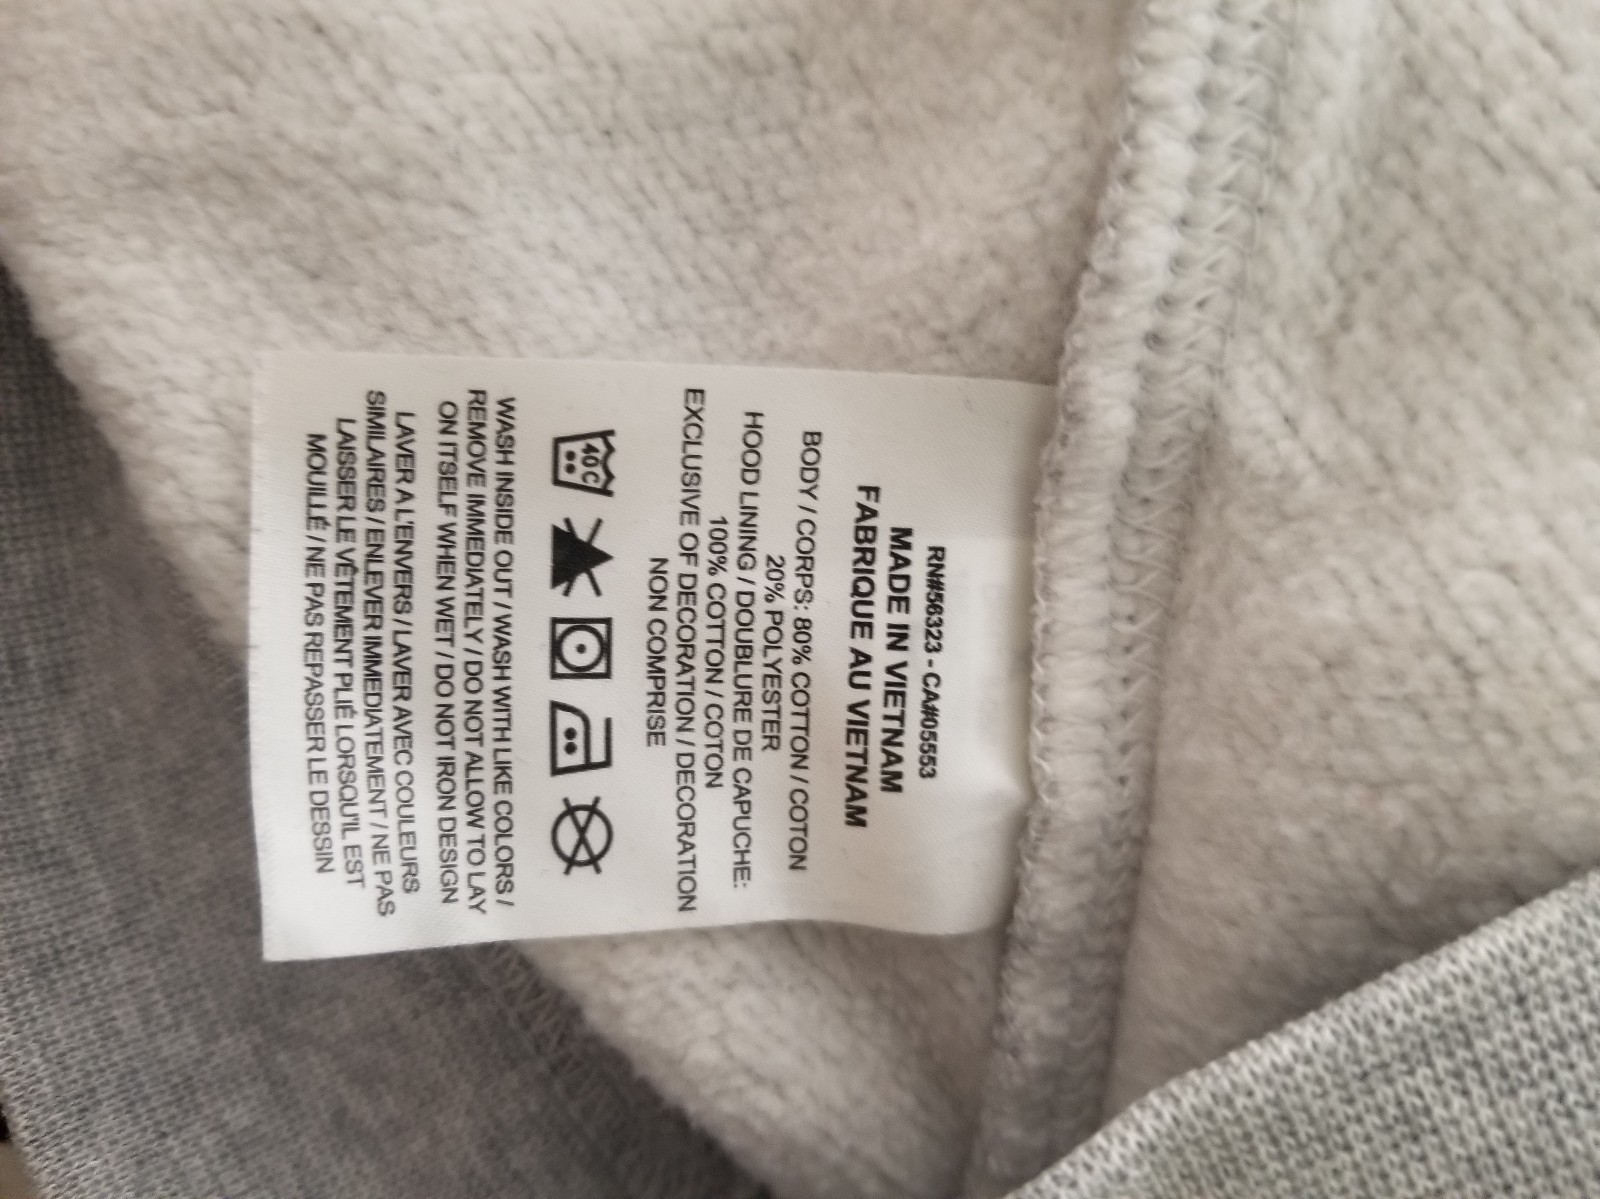 RN#56323 - CA#05553
MADE IN VIETNAM
FABRIQUE AU VIETNAM
BODY / CORPS: 80% COTTON / COTON
20% POLYESTER
HOOD LINING / DOUBLURE DE CAPUCHE:
100% COTTON / COTON
EXCLUSIVE OF DECORATION / DECORATION
NON COMPRISE
40C
WASH INSIDE OUT / WASH WITH LIKE COLORS /
REMOVE IMMEDIATELY / DO NOT ALLOW TO LAY
ON ITSELF WHEN WET / DO NOT IRON DESIGN
LAVER A L'ENVERS / LAVER AVEC COULEURS
SIMILAIRES / ENLEVER IMMEDIATEMENT / NE PAS
LAISSER LE VÊTEMENT PLIÉ LORSQU'IL EST
MOUILLÉ / NE PAS REPASSER LE DESSIN